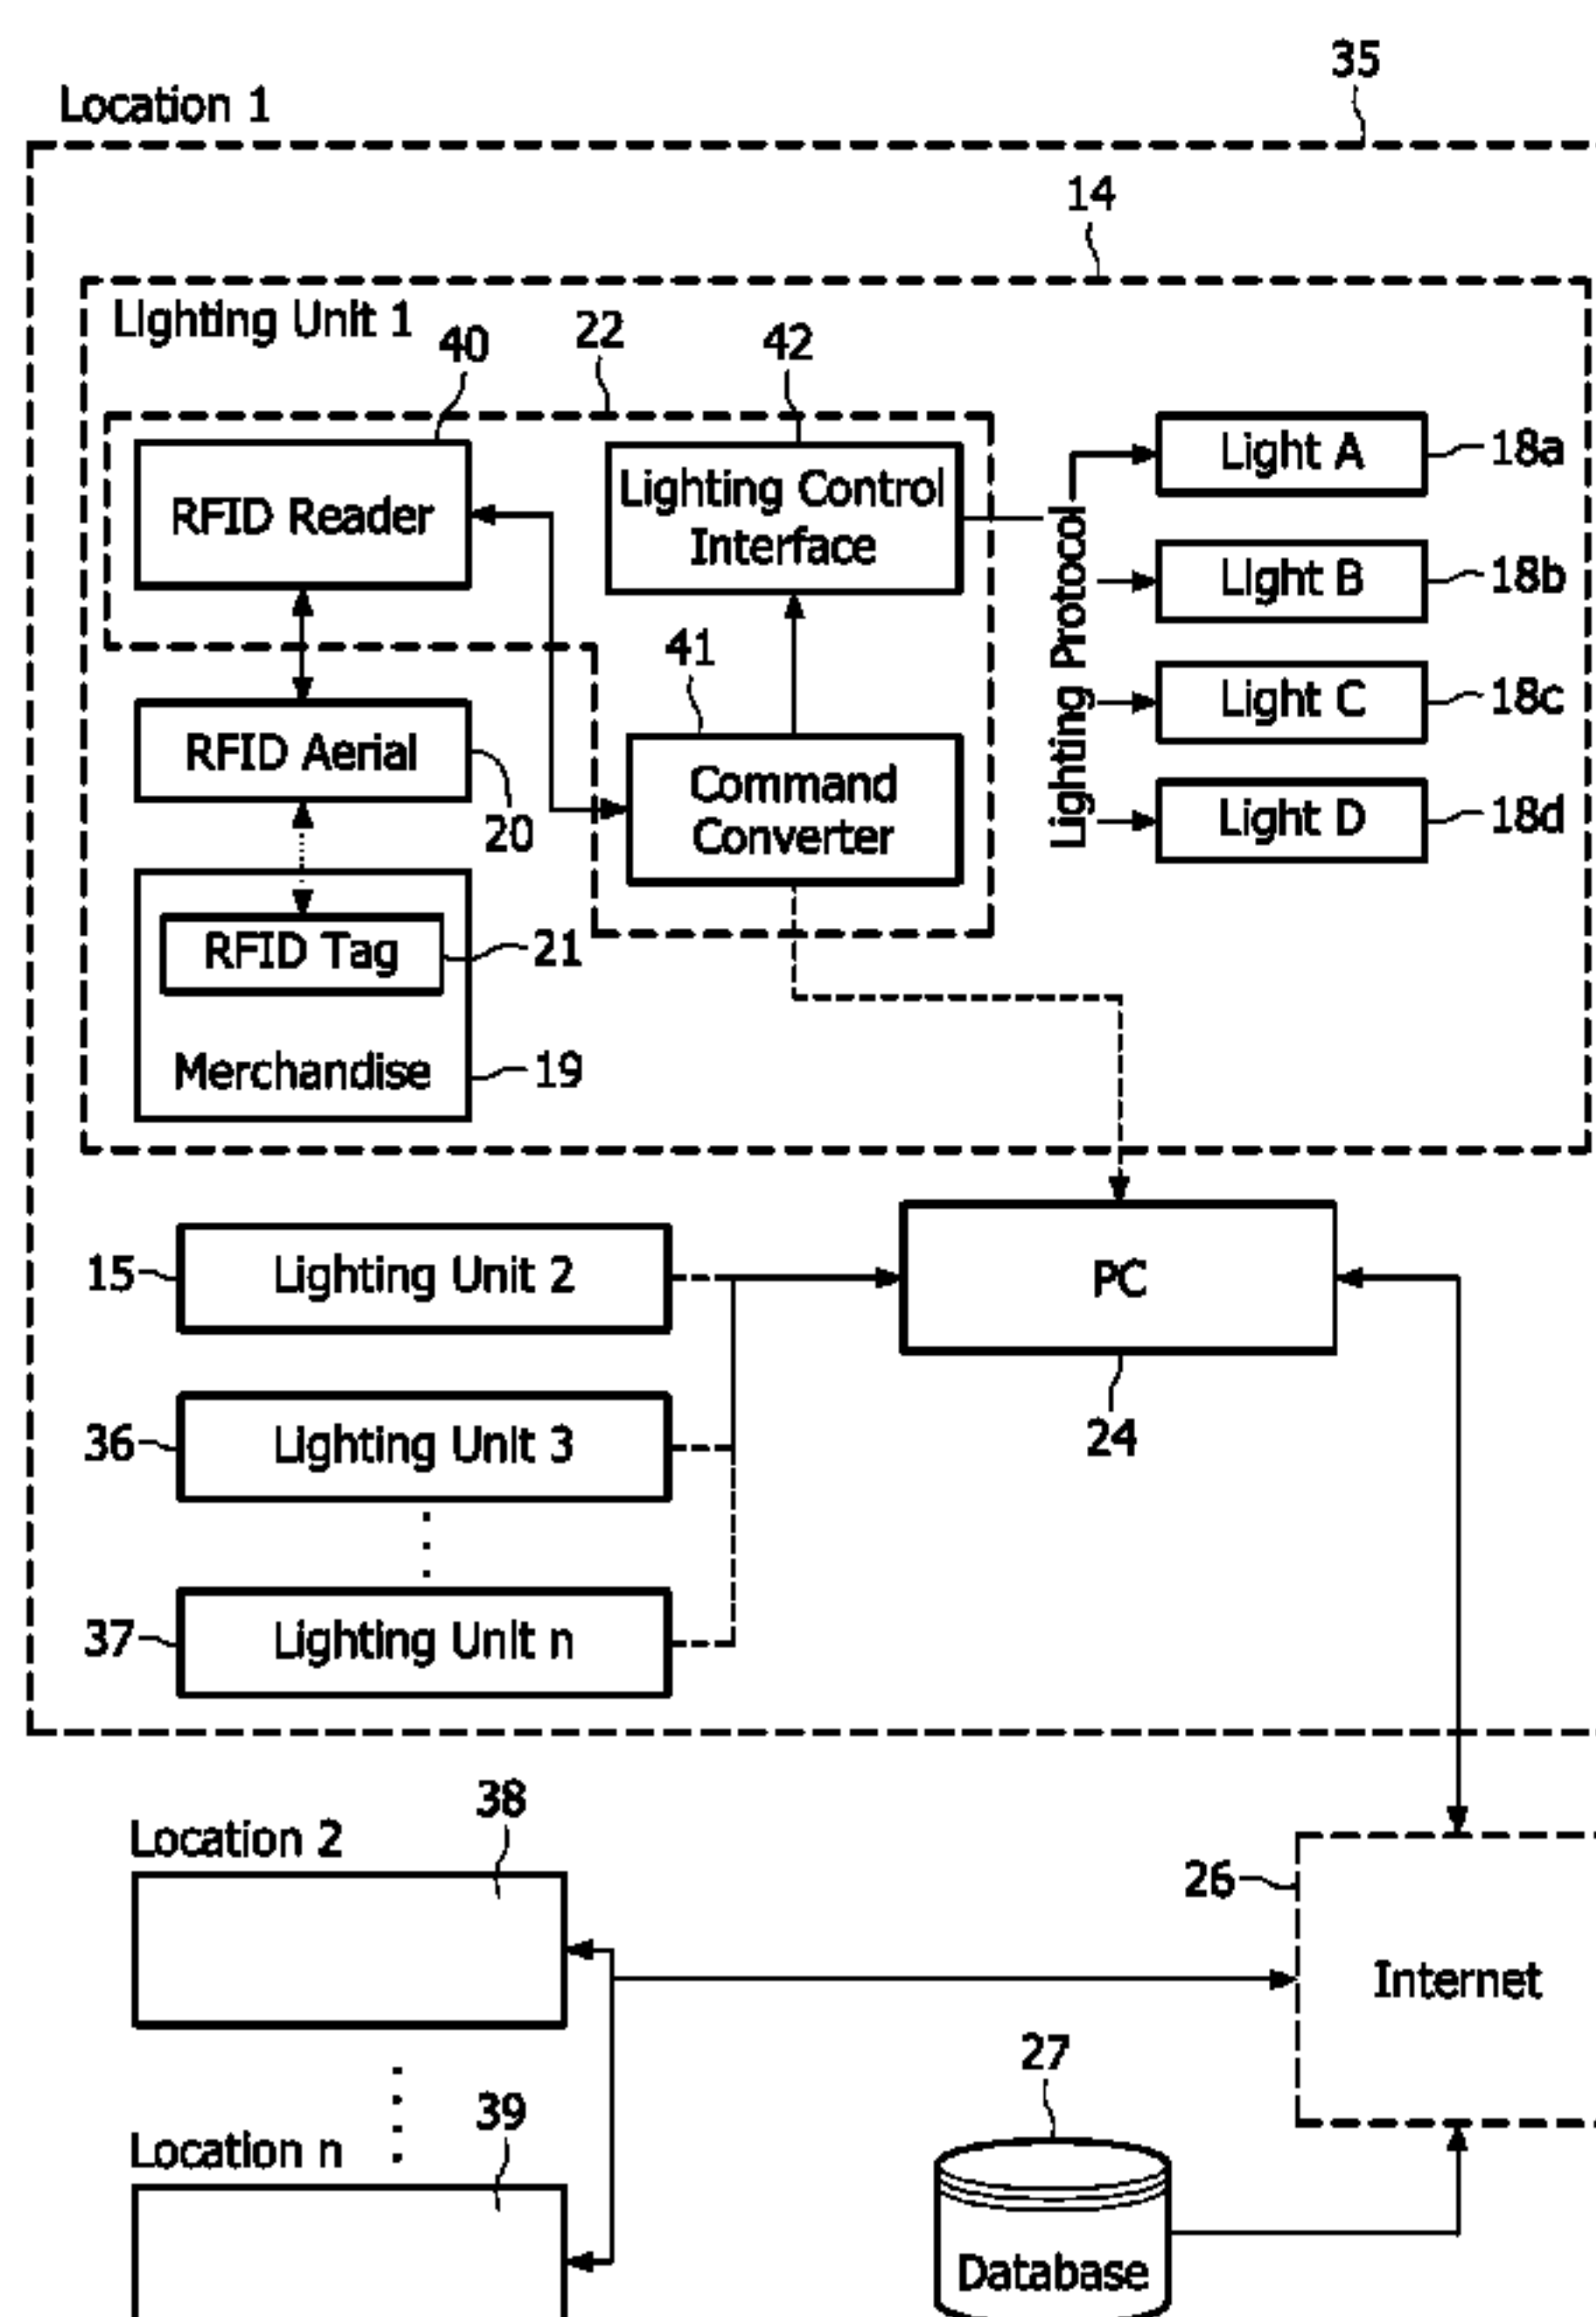 35
Location 1
14
Lighting Unit 1
40
22
42
RFID Reader
Lighting Control
Interface
Lighting Protocol
Light A
18a
Light B
18b
Light C
18c
Light D
18d
41
RFID Aerial
20
Command
Converter
RFID Tag
21
Merchandise
19
15
Lighting Unit 2
PC
24
36
Lighting Unit 3
37
Lighting Unit n
38
Location 2
26
Internet
27
39
Location n
Database